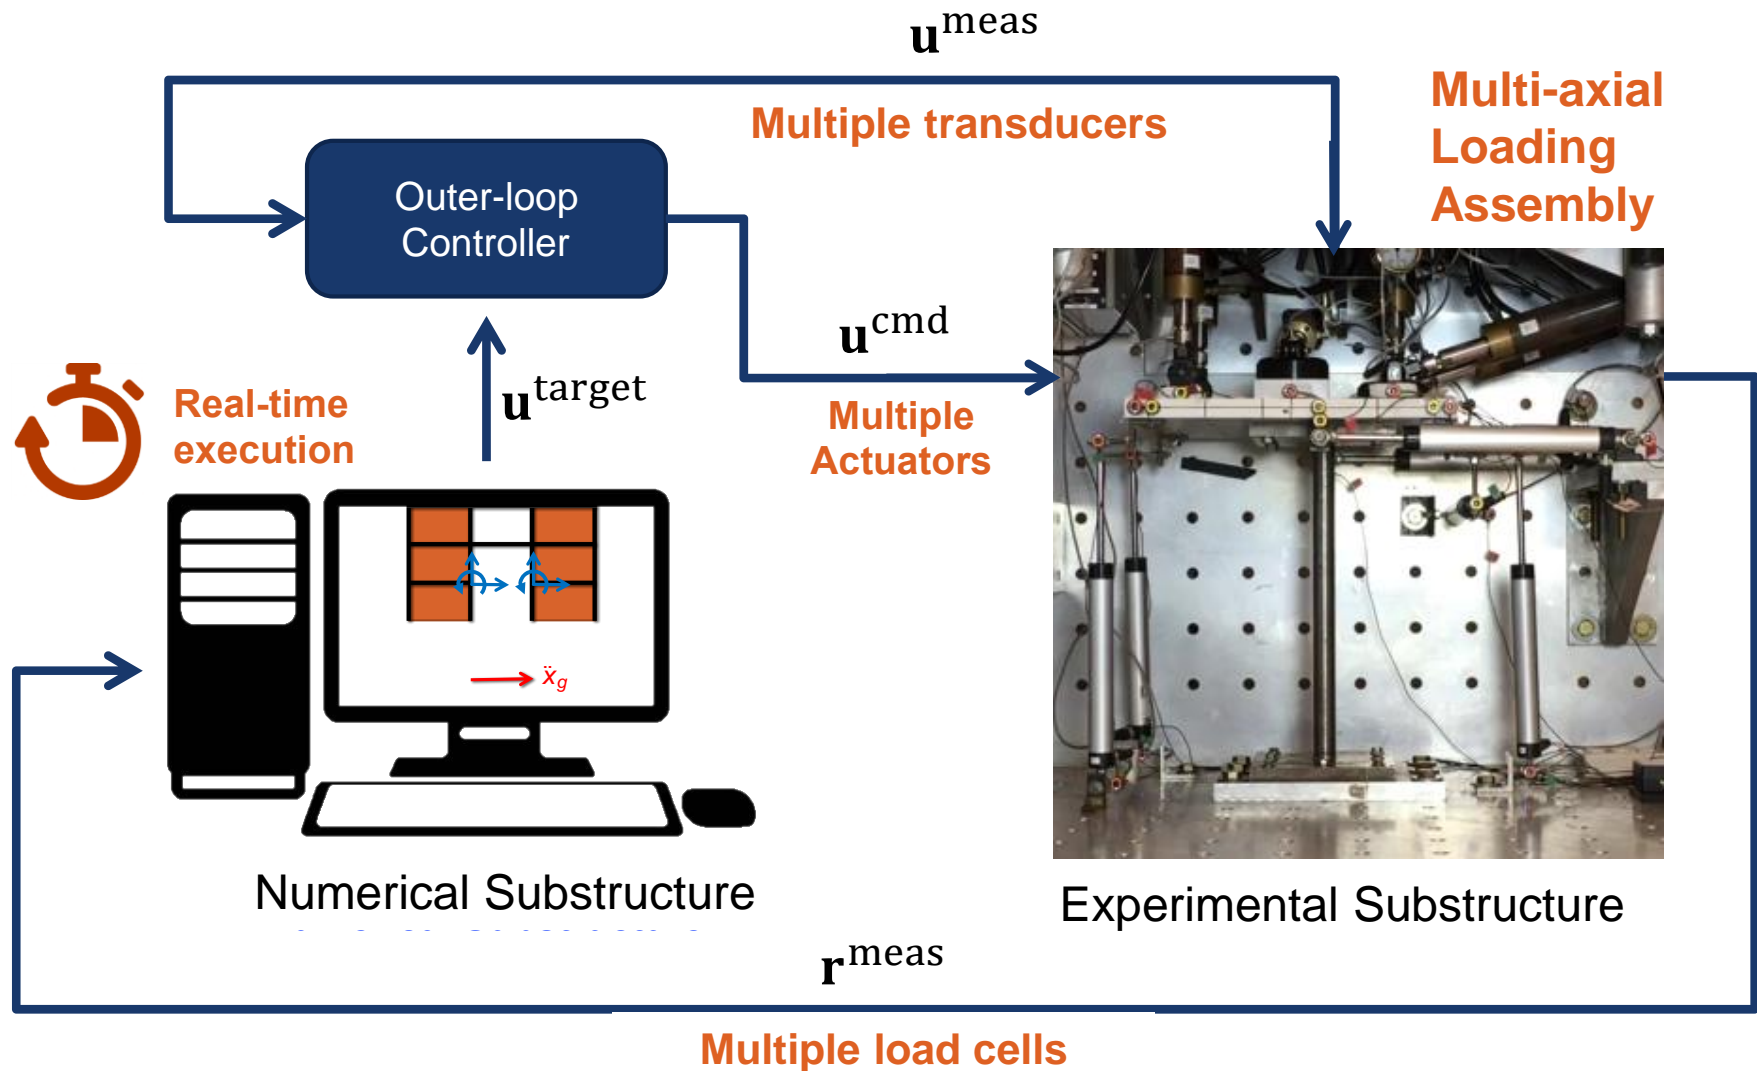 u^meas
Multiple transducers
Multi-axial
Loading
Assembly
Outer-loop
Controller
u^cmd
u^target
Real-time
execution
Multiple
Actuators
ẍ_g
Numerical Substructure
Experimental Substructure
r^meas
Multiple load cells